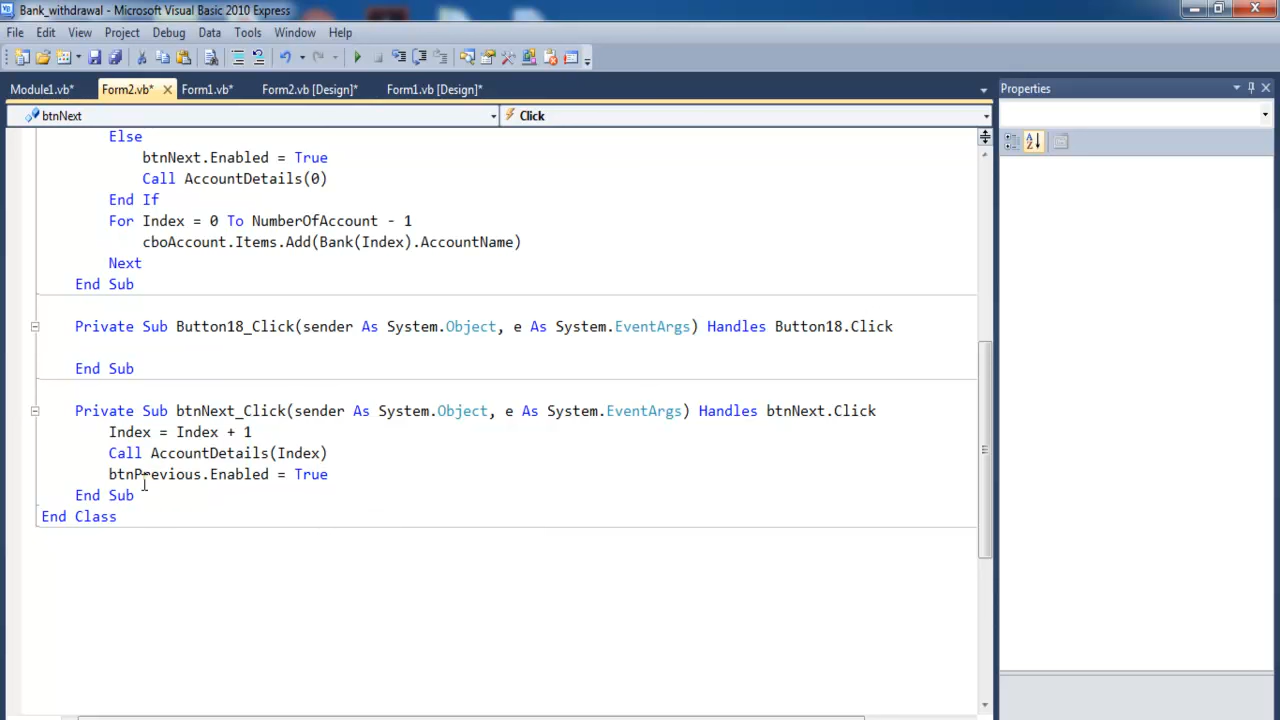 Bank_withdrawal - Microsoft Visual Basic 2010 Express
File Edit View Project Debug Data Tools Window Help
Module1.vb* Form2.vb* Form1.vb* Form2.vb [Design]* Form1.vb [Design]*
Properties
btnNext Click
Else
btnNext.Enabled = True
Call AccountDetails(0)
End If
For Index = 0 To NumberOfAccount - 1
cboAccount.Items.Add(Bank(Index).AccountName)
Next
End Sub
Private Sub Button18_Click(sender As System.Object, e As System.EventArgs) Handles Button18.Click
End Sub
Private Sub btnNext_Click(sender As System.Object, e As System.EventArgs) Handles btnNext.Click
Index = Index + 1
Call AccountDetails(Index)
btnPrevious.Enabled = True
End Sub
End Class